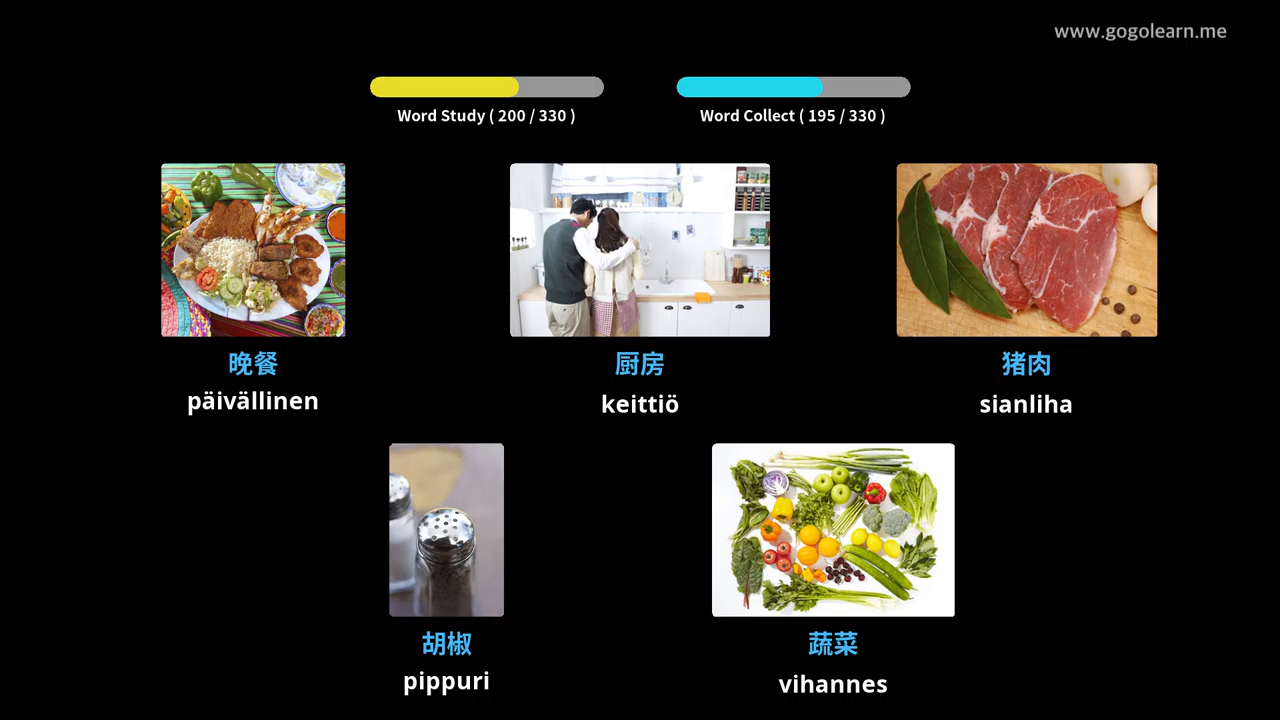 www.gogolearn.me
Word Study ( 200 / 330 )
Word Collect ( 195 / 330 )
晚餐
päivällinen
厨房
keittiö
猪肉
sianliha
胡椒
pippuri
蔬菜
vihannes